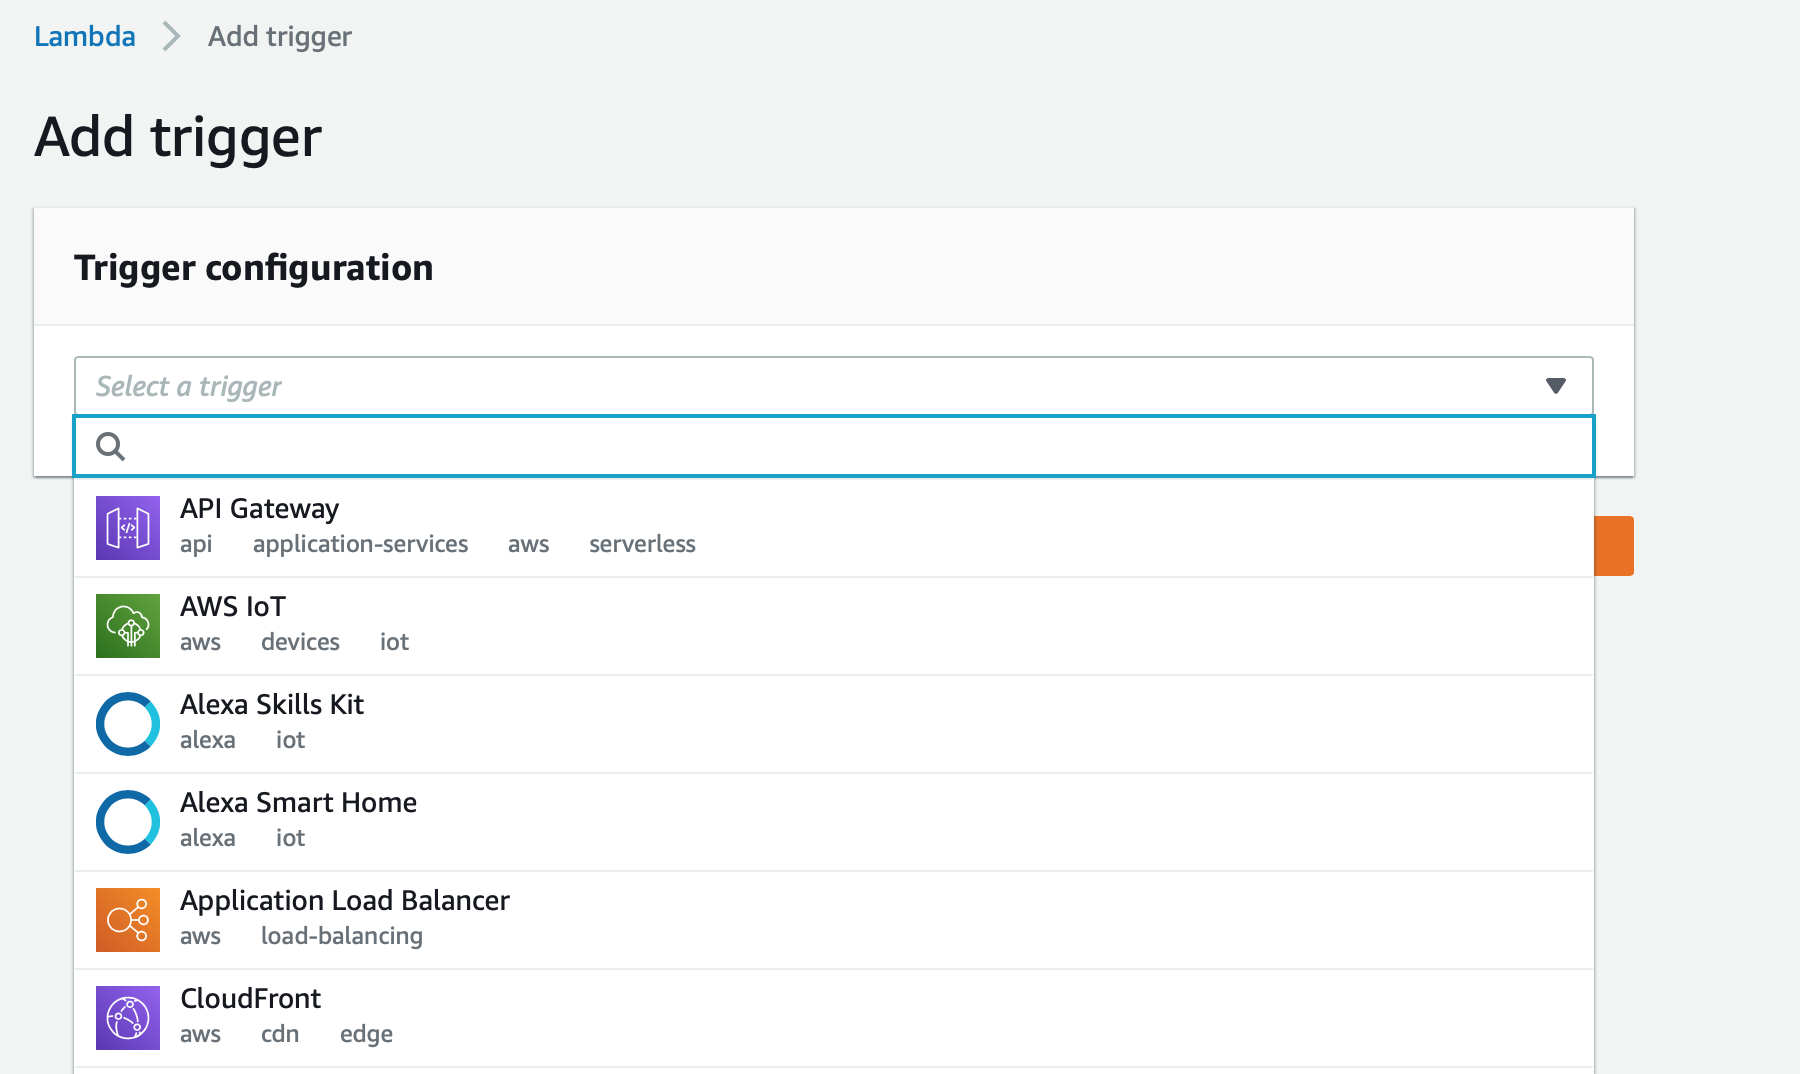 Lambda Add trigger
Add trigger
Trigger configuration
Select a trigger
API Gateway
api application-services aws serverless
AWS IoT
aws devices iot
Alexa Skills Kit
alexa iot
Alexa Smart Home
alexa iot
Application Load Balancer
aws load-balancing
CloudFront
aws cdn edge